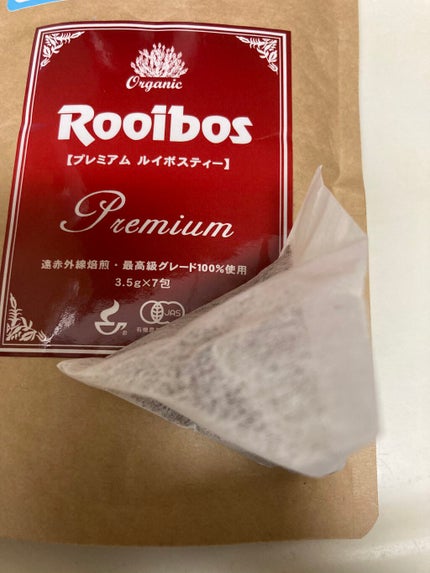 Organic
Rooibos
【プレミアム ルイボスティー】
Premium
遠赤外線焙煎・最高級グレード100%使用
3.5g×7包
JAS